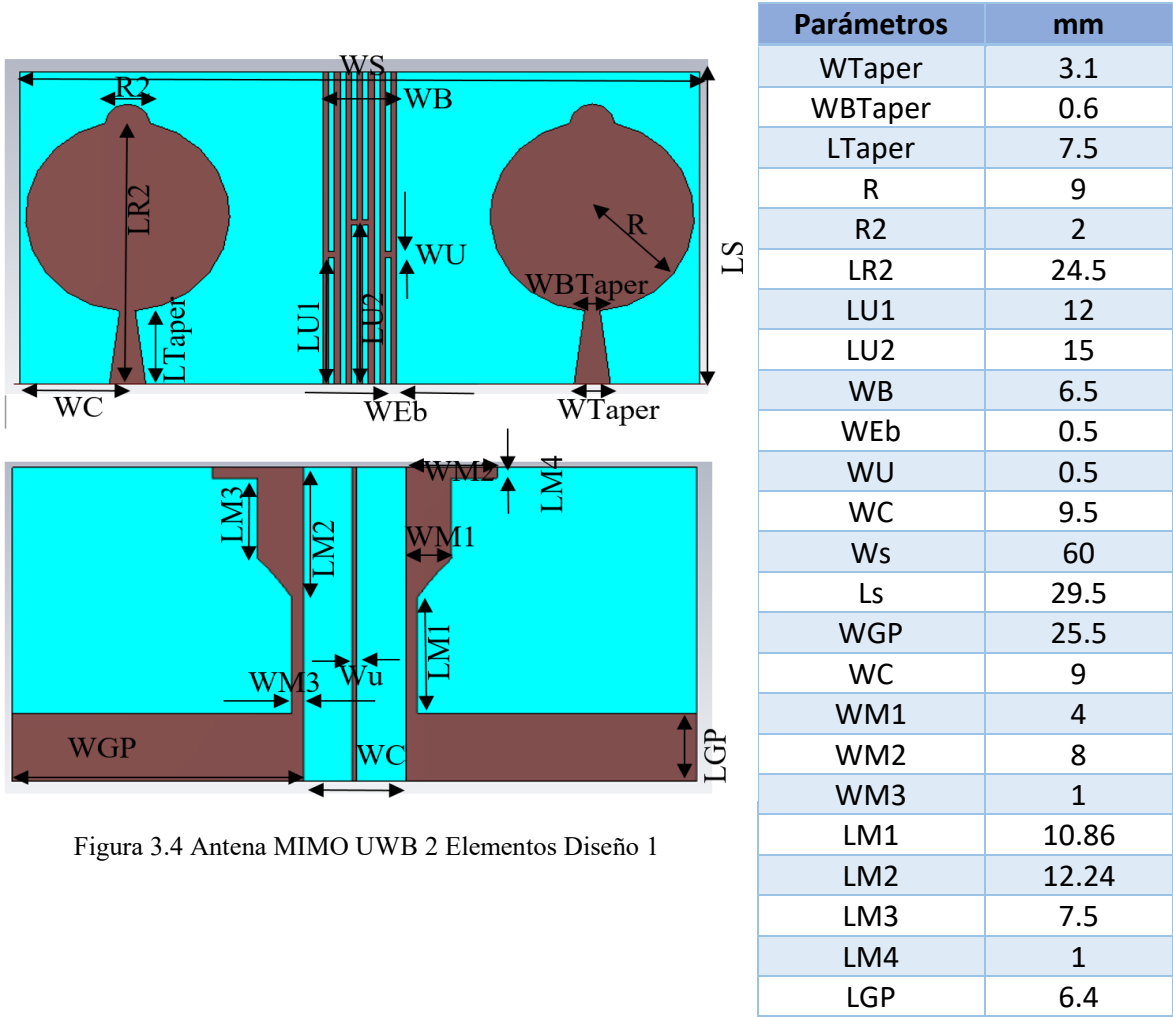 WS
R2
WB
LR2
R
WU
LS
WBTaper
LTaper
LU1
LU2
WC
WEb
WTaper
WM2
LM4
LM3
LM2
WM1
LM1
WM3
Wu
WGP
WC
LGP
Figura 3.4 Antena MIMO UWB 2 Elementos Diseño 1
Parámetros mm
WTaper 3.1
WBTaper 0.6
LTaper 7.5
R 9
R2 2
LR2 24.5
LU1 12
LU2 15
WB 6.5
WEb 0.5
WU 0.5
WC 9.5
Ws 60
Ls 29.5
WGP 25.5
WC 9
WM1 4
WM2 8
WM3 1
LM1 10.86
LM2 12.24
LM3 7.5
LM4 1
LGP 6.4